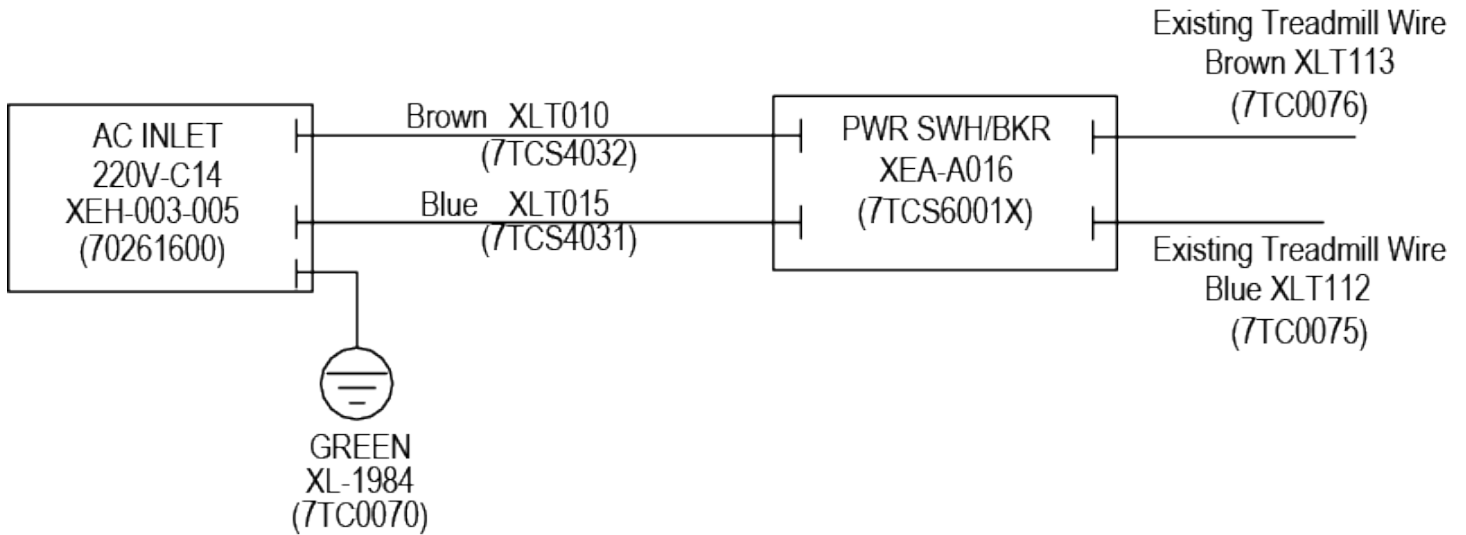 Existing Treadmill Wire
Brown XLT113
(7TC0076)
AC INLET
220V-C14
XEH-003-005
(70261600)
Brown XLT010
(7TCS4032)
Blue XLT015
(7TCS4031)
PWR SWH/BKR
XEA-A016
(7TCS6001X)
Existing Treadmill Wire
Blue XLT112
(7TC0075)
GREEN
XL-1984
(7TC0070)